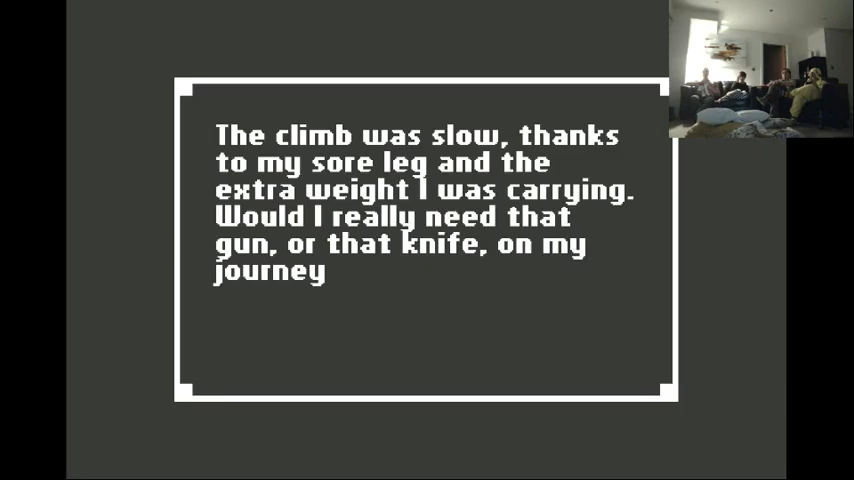 The climb was slow, thanks
to my sore leg and the
extra weight I was carrying.
Would I really need that
gun, or that knife, on my
journey